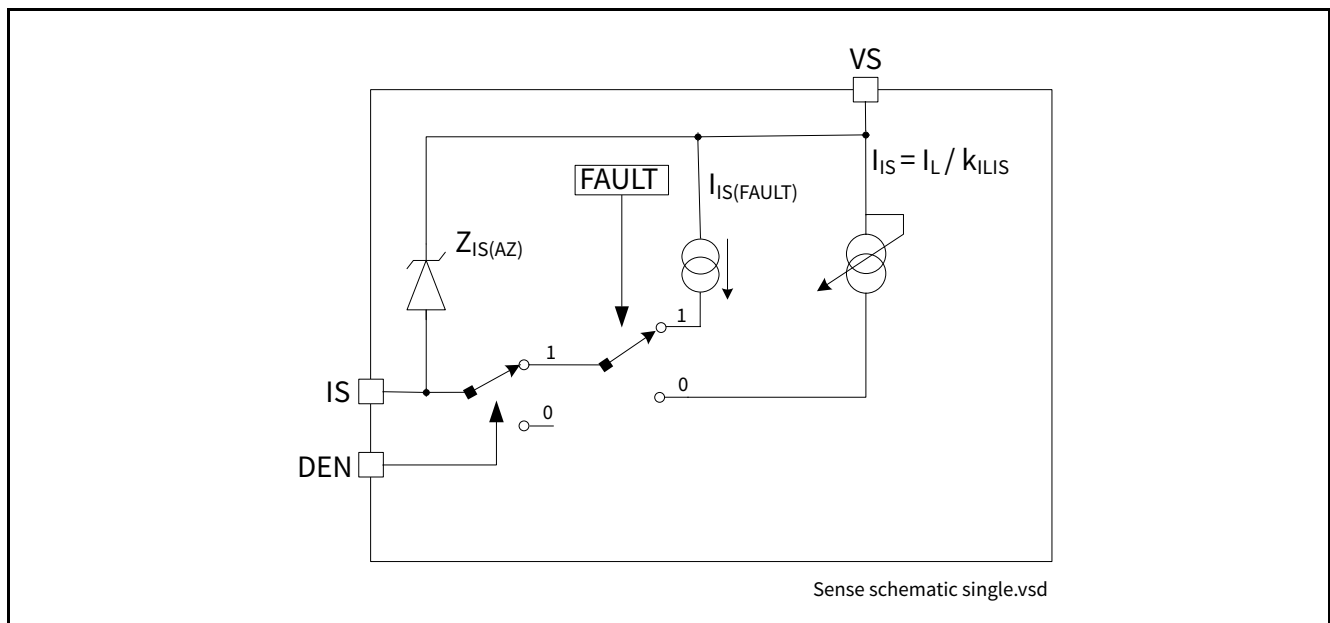 VS
I_IS = I_L / k_ILIS
FAULT
I_IS(FAULT)
Z_IS(AZ)
1
1
0
IS
0
DEN
Sense schematic single.vsd